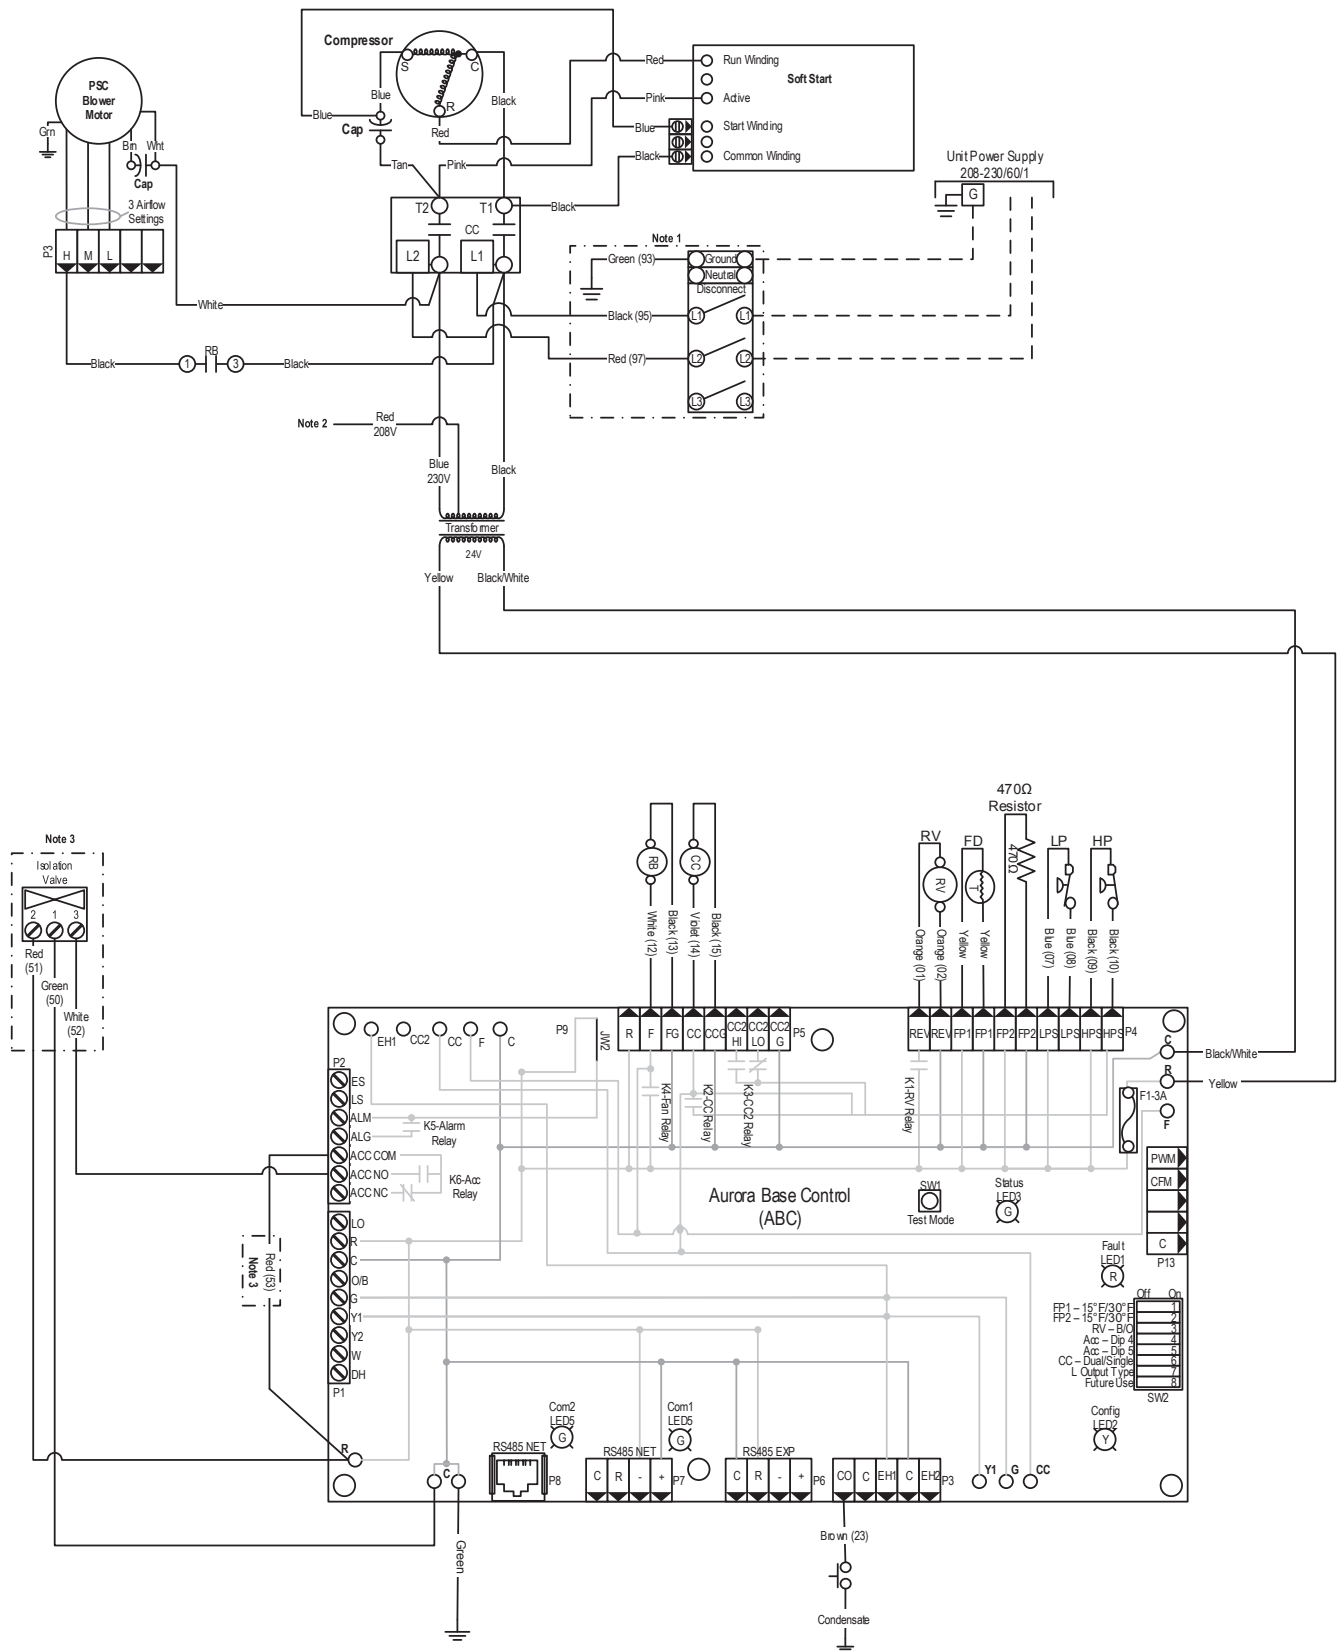 Compressor
S
C
R
Blue
Blue
Cap
Tan
Red
Black
Pink
Red
Pink
Blue
Black
Run Winding
Soft Start
Active
Start Winding
Common Winding
PSC
Blower
Motor
Grn
Brn
Wht
Cap
3 Airflow
Settings
P3
H
M
L
T2
T1
CC
L2
L1
Black
White
Black
1
RB
3
Black
Unit Power Supply
208-230/60/1
G
Note 1
Green (93)
Ground
Neutral
Disconnect
Black (95)
L1
L1
Red (97)
L2
L2
L3
L3
Note 2
Red
208V
Blue
230V
Black
Transformer
24V
Yellow
Black/White
Note 3
Isolation
Valve
2
1
3
Red
(51)
Green
(50)
White
(52)
RB
CC
White (12)
Black (13)
Violet (14)
Black (15)
470Ω
Resistor
RV
FD
470Ω
LP
HP
RV
T
Orange (01)
Orange (02)
Yellow
Yellow
Blue (07)
Blue (08)
Black (09)
Black (10)
EH1
CC2
CC
F
C
P9
JW2
R
F
FG
CC
CCG
CC2
HI
CC2
LO
CC2
G
P5
REV
REV
FP1
FP1
FP2
FP2
LPS
LPS
HPS
HPS
P4
C
Black/White
R
Yellow
F1-3A
F
P2
ES
LS
ALM
ALG
ACC COM
ACC NO
ACC NC
K5-Alarm
Relay
K6-Acc
Relay
K4-Fan Relay
K2-CC Relay
K3-CC2 Relay
K1-RV Relay
Aurora Base Control
(ABC)
SW1
Test Mode
Status
LED3
G
PWM
CFM
C
P13
LO
R
C
O/B
G
Y1
Y2
W
DH
P1
Red (53)
Note 3
Fault
LED1
R
Off
On
FP1 – 15°F/30°F
1
FP2 – 15°F/30°F
2
RV – B/O
3
Acc – Dip 4
4
Acc – Dip 5
5
CC – Dual/Single
6
L Output Type
7
Future Use
8
SW2
Config
LED2
Y
R
C
Com2
LED5
G
RS485 NET
P8
RS485 NET
Com1
LED5
G
C
R
-
+
P7
RS485 EXP
C
R
-
+
P6
CO
C
EH1
C
EH2
P3
Y1
G
CC
Green
Brown (23)
Condensate